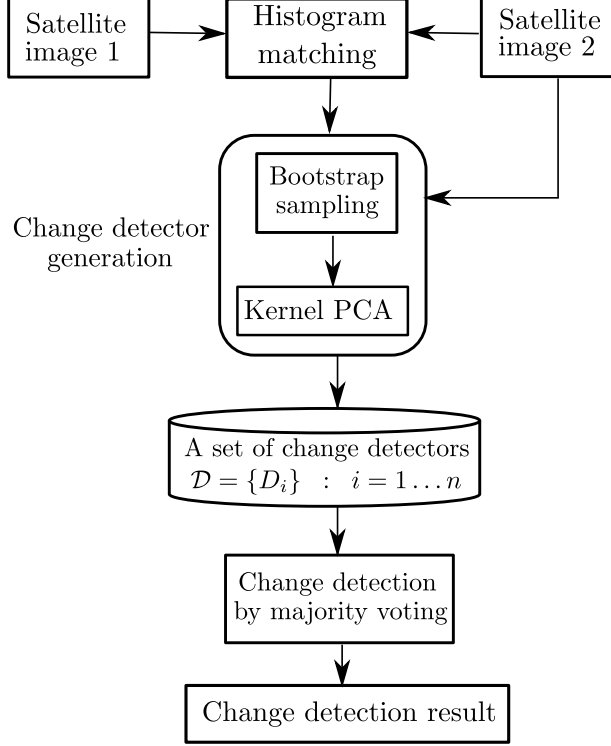 Satellite
image 1
Histogram
matching
Satellite
image 2
Bootstrap
sampling
Change detector
generation
Kernel PCA
A set of change detectors
𝒟 = {D_i} : i = 1 … n
Change detection
by majority voting
Change detection result